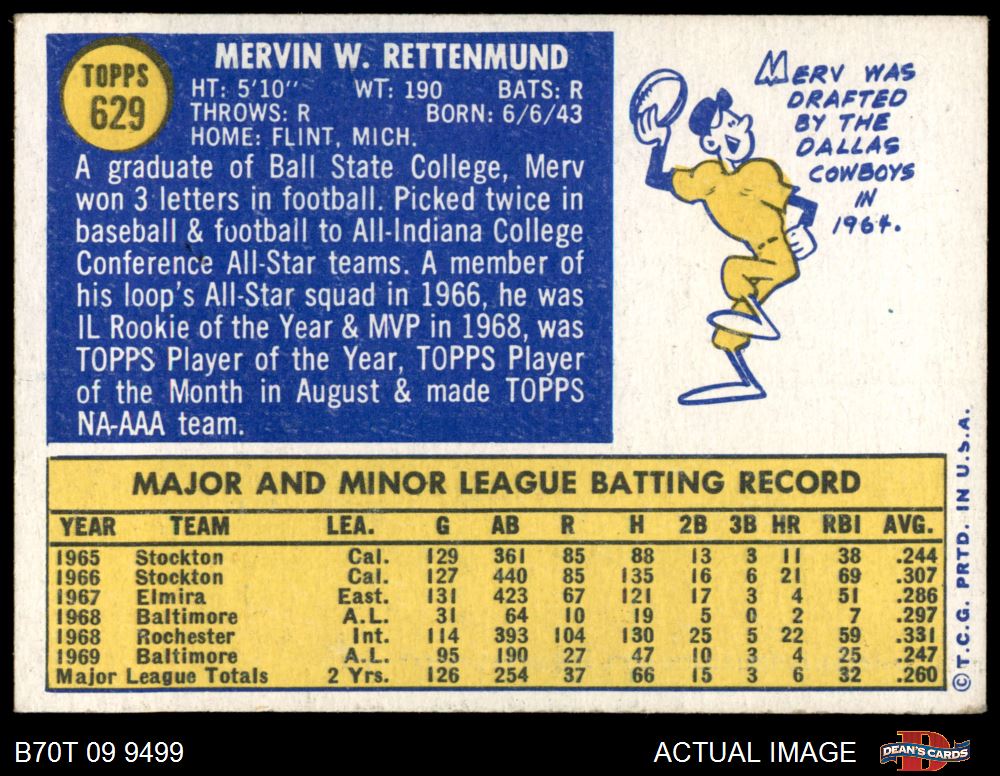 TOPPS
629
MERVIN W. RETTENMUND
HT: 5'10" WT: 190 BATS: R
THROWS: R BORN: 6/6/43
HOME: FLINT, MICH.
A graduate of Ball State College, Merv
won 3 letters in football. Picked twice in
baseball & football to All-Indiana College
Conference All-Star teams. A member of
his loop's All-Star squad in 1966, he was
IL Rookie of the Year & MVP in 1968, was
TOPPS Player of the Year, TOPPS Player
of the Month in August & made TOPPS
NA-AAA team.
MERV WAS
DRAFTED
BY THE
DALLAS
COWBOYS
IN
1964.
MAJOR AND MINOR LEAGUE BATTING RECORD
YEAR TEAM LEA. G AB R H 2B 3B HR RBI AVG.
1965 Stockton Cal. 129 361 85 88 13 3 11 38 .244
1966 Stockton Cal. 127 440 85 135 16 6 21 69 .307
1967 Elmira East. 131 423 67 121 17 3 4 51 .286
1968 Baltimore A.L. 31 64 10 19 5 0 2 7 .297
1968 Rochester Int. 114 393 104 130 25 5 22 59 .331
1969 Baltimore A.L. 95 190 27 47 10 3 4 25 .247
Major League Totals 2 Yrs. 126 254 37 66 15 3 6 32 .260
© T.C.G. PRTD. IN U.S.A.
B70T 09 9499
ACTUAL IMAGE
D
DEAN'S CARDS